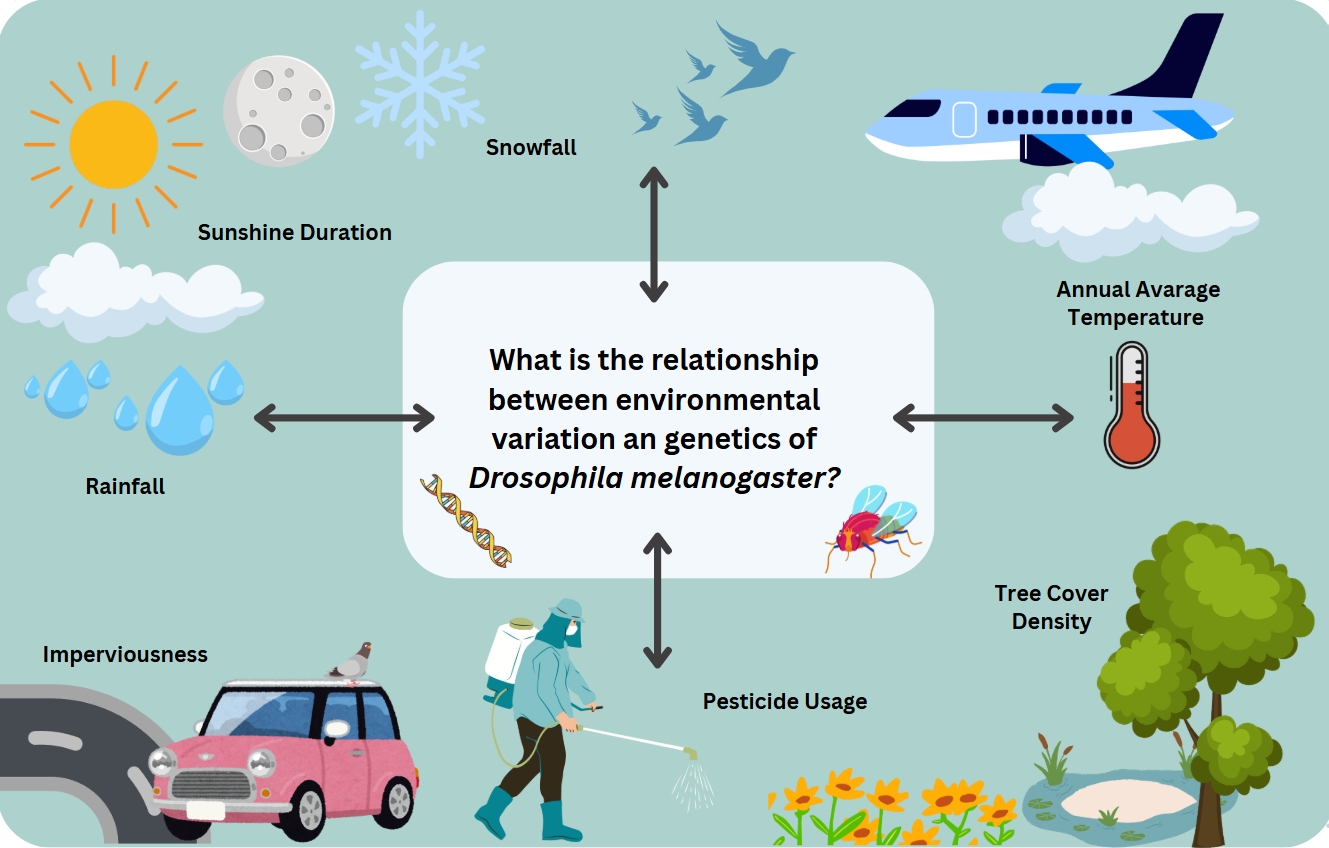 Snowfall
Sunshine Duration
Annual Avarage
Temperature
What is the relationship
between environmental
variation an genetics of
Drosophila melanogaster?
Rainfall
Tree Cover
Density
Imperviousness
Pesticide Usage